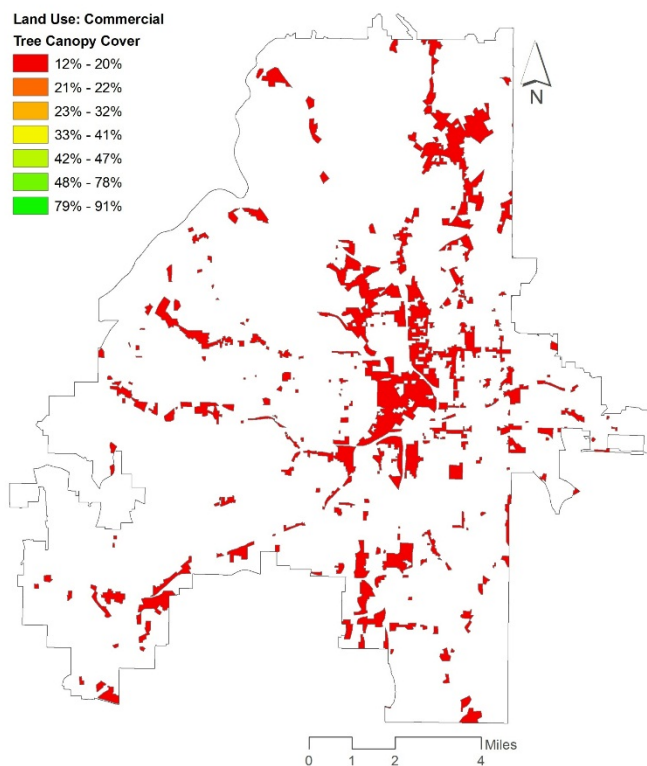 Land Use: Commercial
Tree Canopy Cover
12% - 20%
21% - 22%
23% - 32%
33% - 41%
42% - 47%
48% - 78%
79% - 91%
N
Miles
0 1 2 4